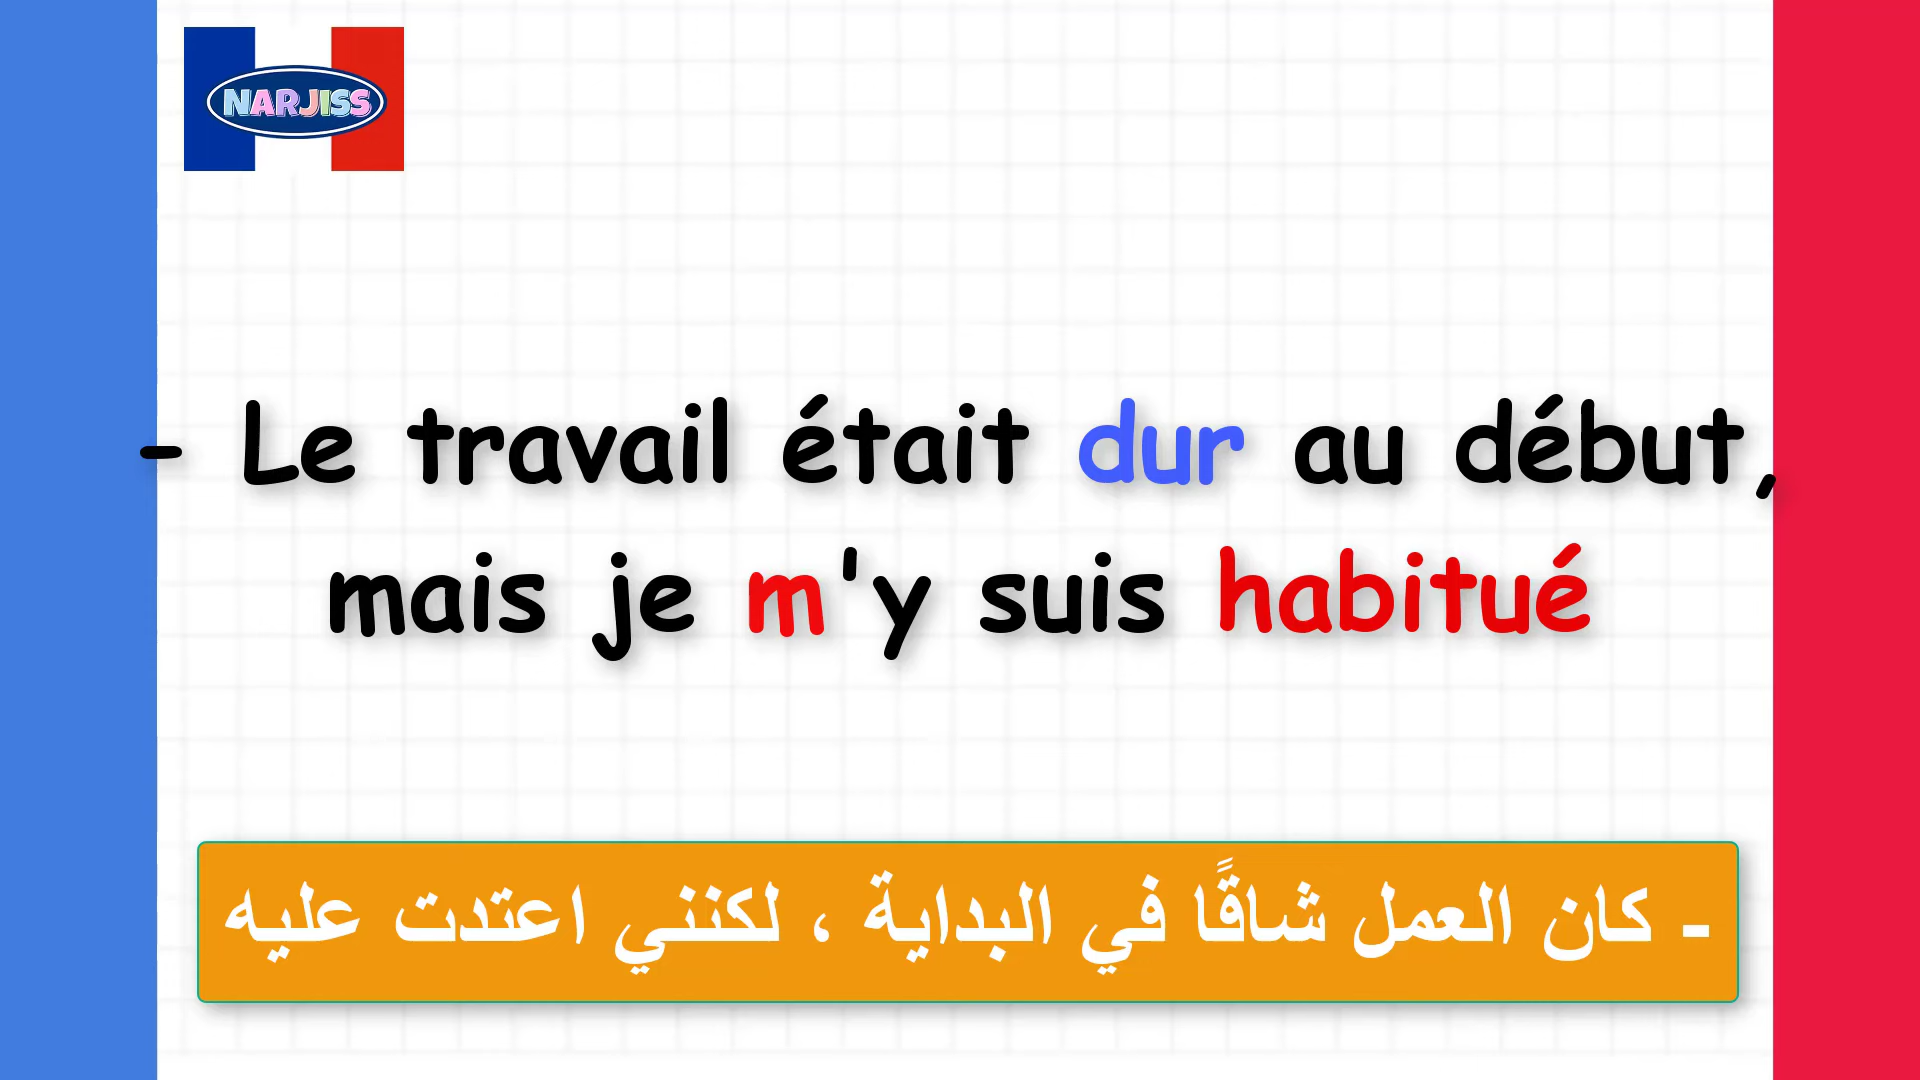 NARJISS
- Le travail était dur au début,
mais je m'y suis habitué
- كان العمل شاقًا في البداية ، لكنني اعتدت عليه